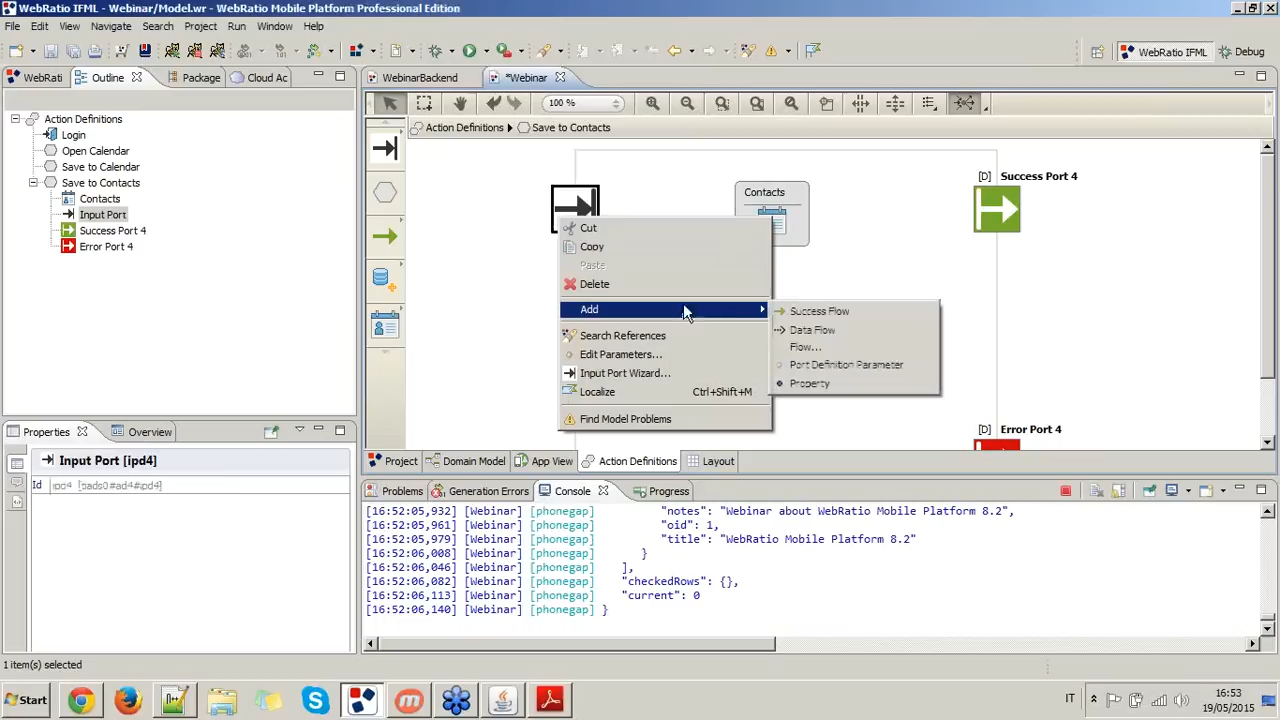 WebRatio IFML - Webinar/Model.wr - WebRatio Mobile Platform Professional Edition
File Edit View Navigate Search Project Run Window Help
WebRatio IFML
Debug
WebRati
Outline
Package
Cloud Ac
Action Definitions
Login
Open Calendar
Save to Calendar
Save to Contacts
Contacts
Input Port
Success Port 4
Error Port 4
WebinarBackend
*Webinar
100 %
Action Definitions
Save to Contacts
Contacts
[D] Success Port 4
[D] Error Port 4
Cut
Copy
Paste
Delete
Add
Search References
Edit Parameters...
Input Port Wizard...
Localize Ctrl+Shift+M
Find Model Problems
Success Flow
Data Flow
Flow...
Port Definition Parameter
Property
Project
Domain Model
App View
Action Definitions
Layout
Properties
Overview
Input Port [ipd4]
Id
Problems
Generation Errors
Console
Progress
[16:52:05,932] [Webinar] [phonegap] "notes": "Webinar about WebRatio Mobile Platform 8.2",
[16:52:05,961] [Webinar] [phonegap] "oid": 1,
[16:52:05,979] [Webinar] [phonegap] "title": "WebRatio Mobile Platform 8.2"
[16:52:06,008] [Webinar] [phonegap] }
[16:52:06,046] [Webinar] [phonegap] ],
[16:52:06,082] [Webinar] [phonegap] "checkedRows": {},
[16:52:06,113] [Webinar] [phonegap] "current": 0
[16:52:06,140] [Webinar] [phonegap] }
1 item(s) selected
Start
IT
16:53
19/05/2015